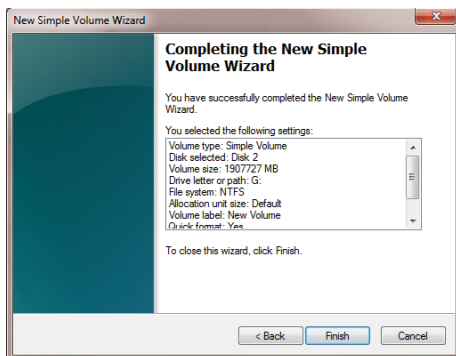 New Simple Volume Wizard
Completing the New Simple
Volume Wizard
You have successfully completed the New Simple Volume
Wizard.
You selected the following settings:
Volume type: Simple Volume
Disk selected: Disk 2
Volume size: 1907727 MB
Drive letter or path: G:
File system: NTFS
Allocation unit size: Default
Volume label: New Volume
Quick format: Yes
To close this wizard, click Finish.
< Back
Finish
Cancel